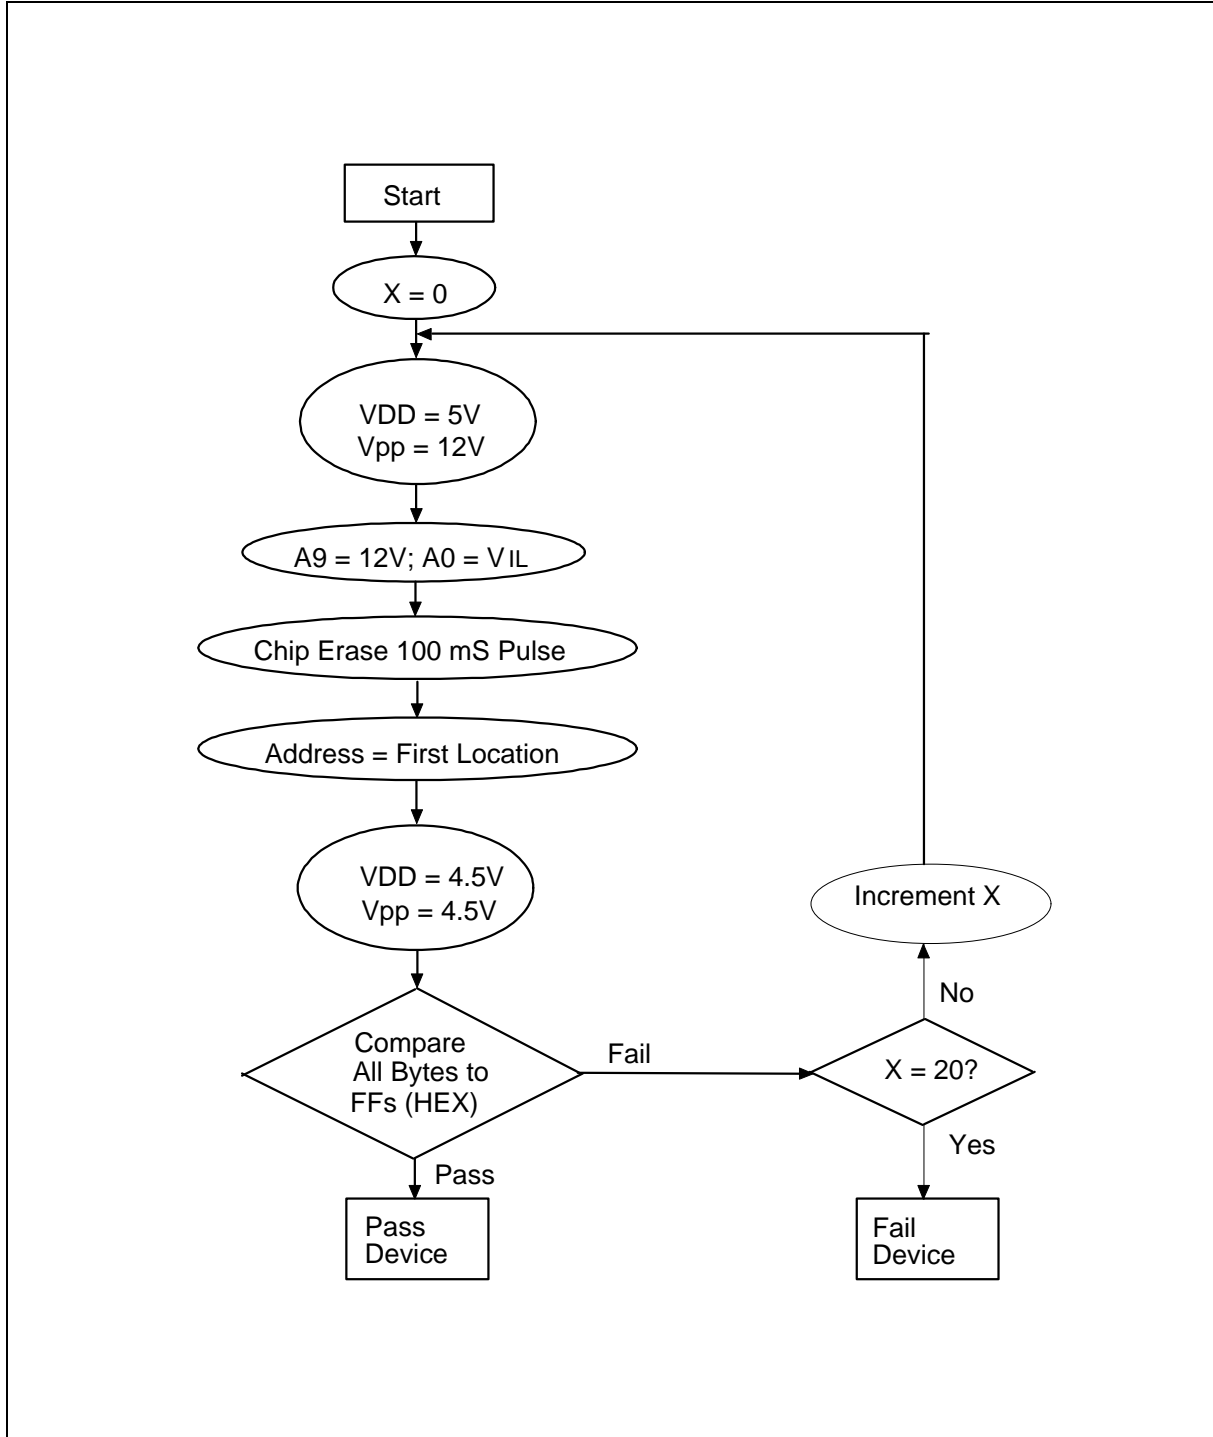 Start
X = 0
VDD = 5V
Vpp = 12V
A9 = 12V; A0 = VIL
Chip Erase 100 mS Pulse
Address = First Location
VDD = 4.5V
Vpp = 4.5V
Increment X
No
Compare
All Bytes to
FFs (HEX)
Fail
X = 20?
Pass
Yes
Pass
Device
Fail
Device